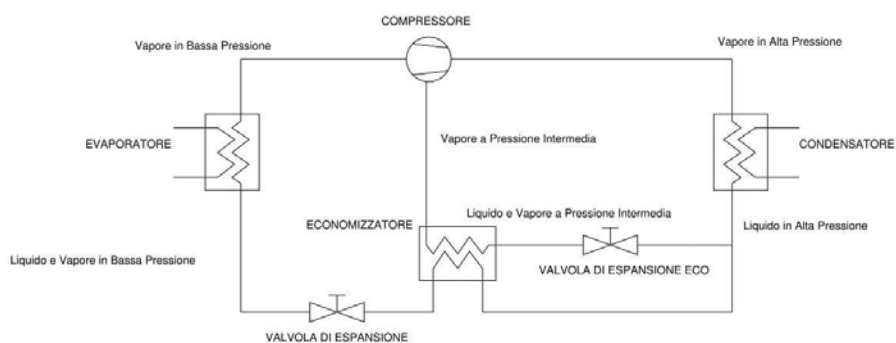 COMPRESSORE
Vapore in Bassa Pressione
Vapore in Alta Pressione
EVAPORATORE
Vapore a Pressione Intermedia
CONDENSATORE
Liquido e Vapore a Pressione Intermedia
ECONOMIZZATORE
Liquido in Alta Pressione
Liquido e Vapore in Bassa Pressione
VALVOLA DI ESPANSIONE ECO
VALVOLA DI ESPANSIONE